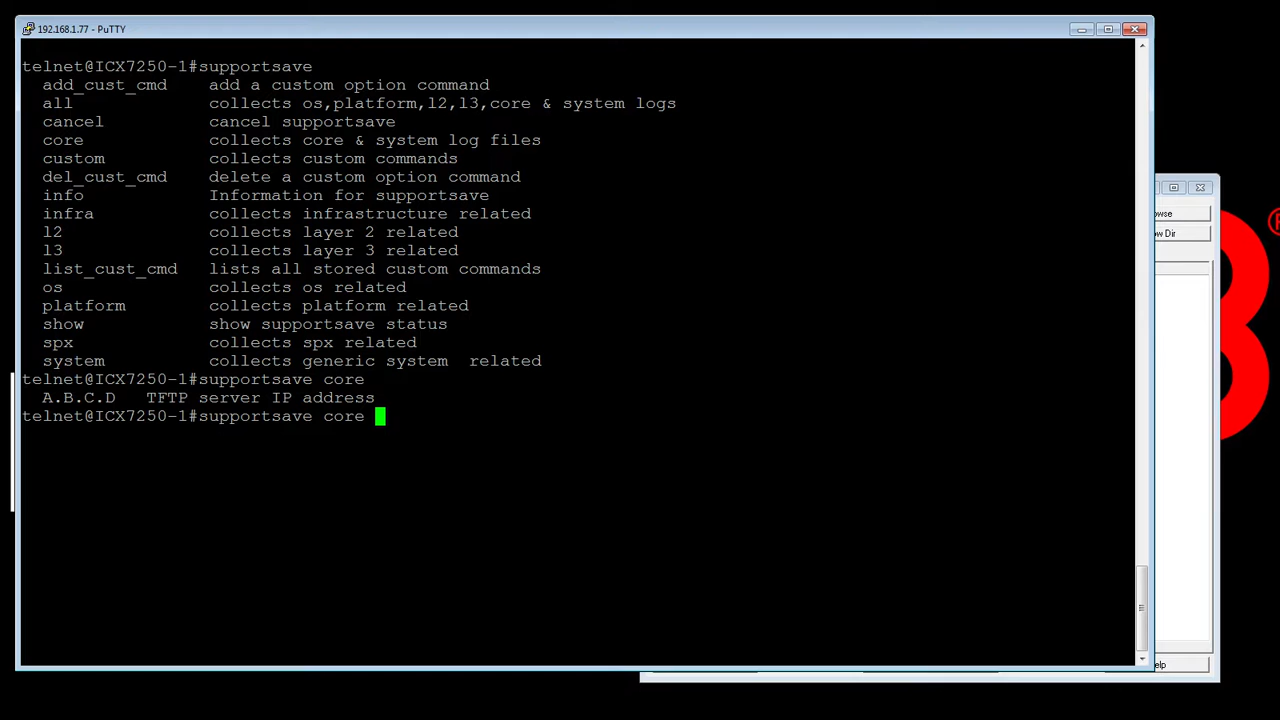 192.168.1.77 - PuTTY
telnet@ICX7250-1#supportsave
add_cust_cmd add a custom option command
all collects os,platform,l2,l3,core & system logs
cancel cancel supportsave
core collects core & system log files
custom collects custom commands
del_cust_cmd delete a custom option command
info Information for supportsave
infra collects infrastructure related
l2 collects layer 2 related
l3 collects layer 3 related
list_cust_cmd lists all stored custom commands
os collects os related
platform collects platform related
show show supportsave status
spx collects spx related
system collects generic system  related
telnet@ICX7250-1#supportsave core
A.B.C.D TFTP server IP address
telnet@ICX7250-1#supportsave core